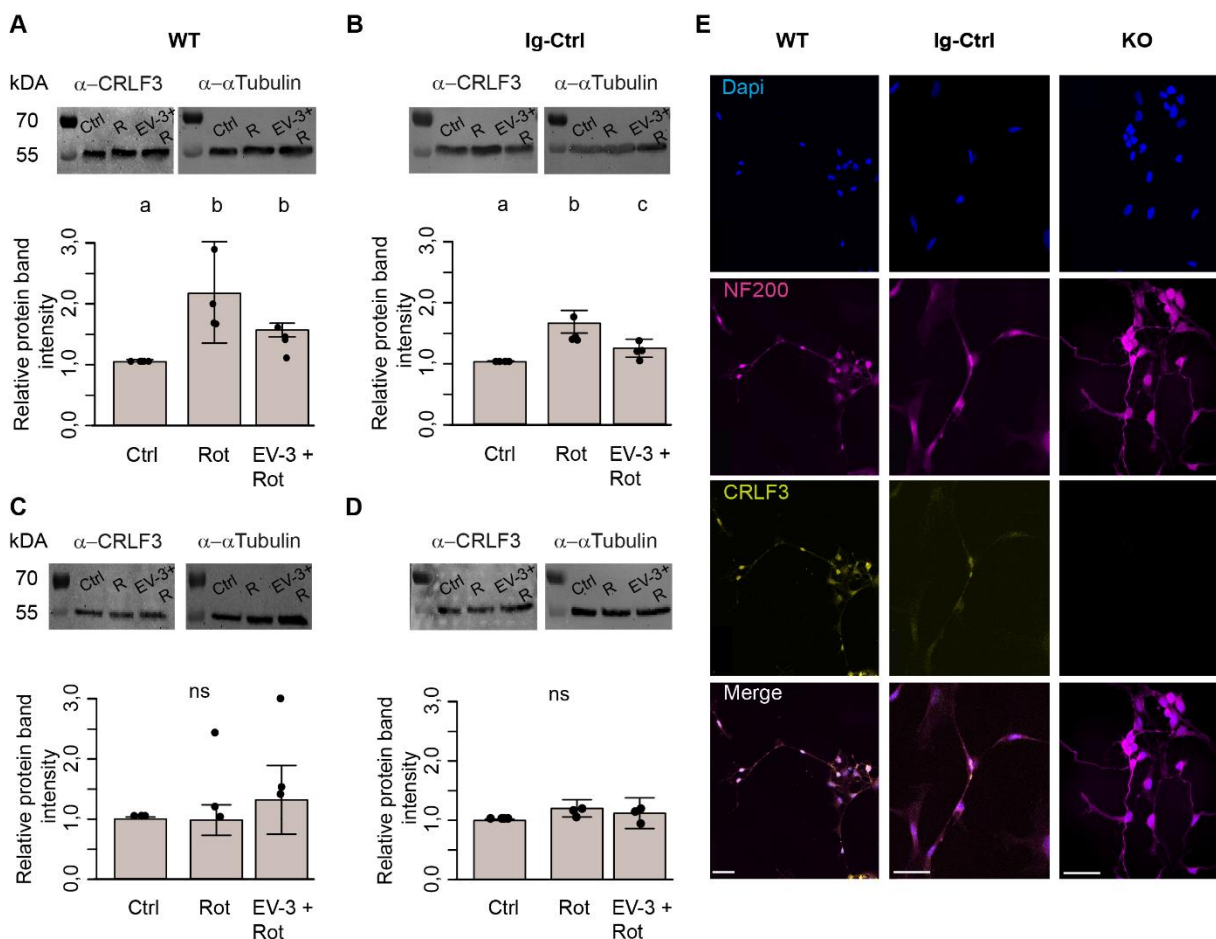 A
WT
kDA
α–CRLF3
α–αTubulin
70
55
Ctrl
R
EV-3+
R
Ctrl
R
EV-3+
R
a
b
b
Relative protein band
intensity
3,0
2,0
1,0
0,0
Ctrl
Rot
EV-3 +
Rot
B
Ig-Ctrl
α–CRLF3
α–αTubulin
Ctrl
R
EV-3+
R
Ctrl
R
EV-3+
R
a
b
c
Relative protein band
intensity
3,0
2,0
1,0
0,0
Ctrl
Rot
EV-3 +
Rot
C
kDA
α–CRLF3
α–αTubulin
70
55
Ctrl
R
EV-3+
R
Ctrl
R
EV-3+
R
ns
Relative protein band
intensity
3,0
2,0
1,0
0,0
Ctrl
Rot
EV-3 +
Rot
D
α–CRLF3
α–αTubulin
Ctrl
R
EV-3+
R
Ctrl
R
EV-3+
R
ns
Relative protein band
intensity
3,0
2,0
1,0
0,0
Ctrl
Rot
EV-3 +
Rot
E
WT
Ig-Ctrl
KO
Dapi
NF200
CRLF3
Merge